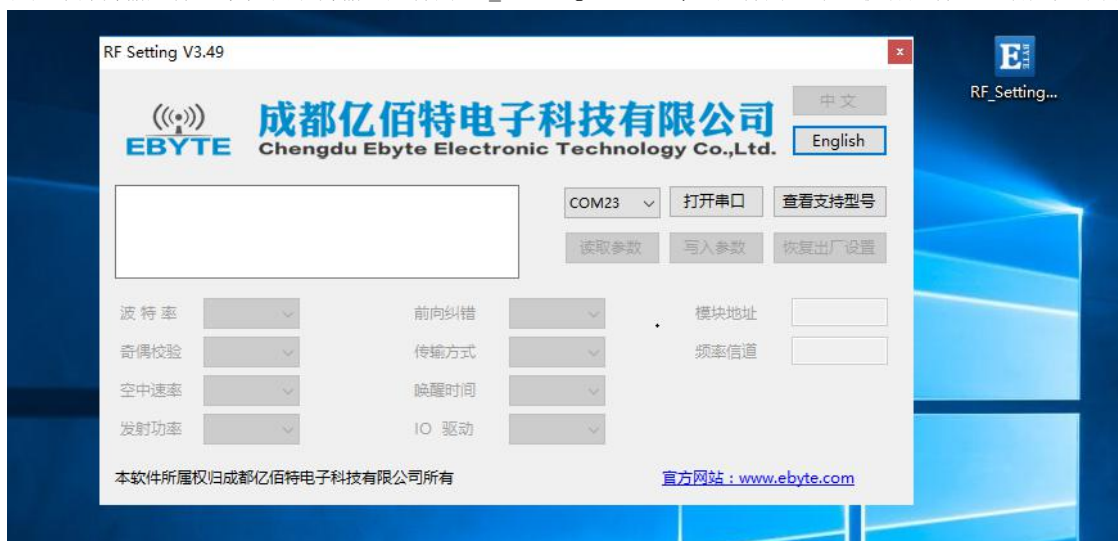 RF Setting V3.49
x
EBYTE
成都亿佰特电子科技有限公司
Chengdu Ebyte Electronic Technology Co.,Ltd.
中 文
English
E BYTE
RF_Setting...
COM23 打开串口 查看支持型号
读取参数 写入参数 恢复出厂设置
波 特 率 前向纠错 模块地址
奇偶校验 传输方式 频率信道
空中速率 唤醒时间
发射功率 IO 驱动
本软件所属权归成都亿佰特电子科技有限公司所有 官方网站：www.ebyte.com